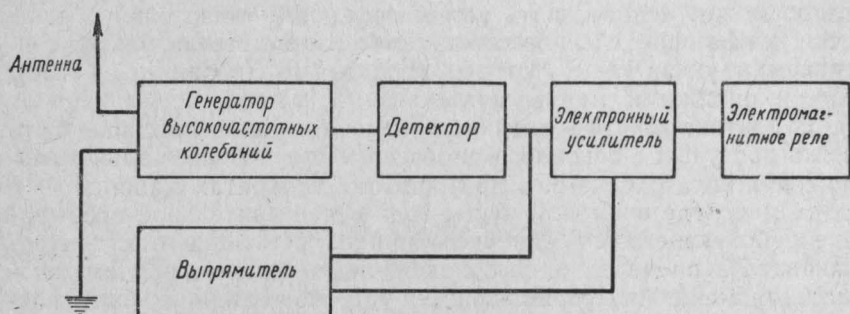 Антенна
Генератор
высокочастотных
колебаний
Детектор
Электронный
усилитель
Электромаг-
нитное реле
Выпрямитель